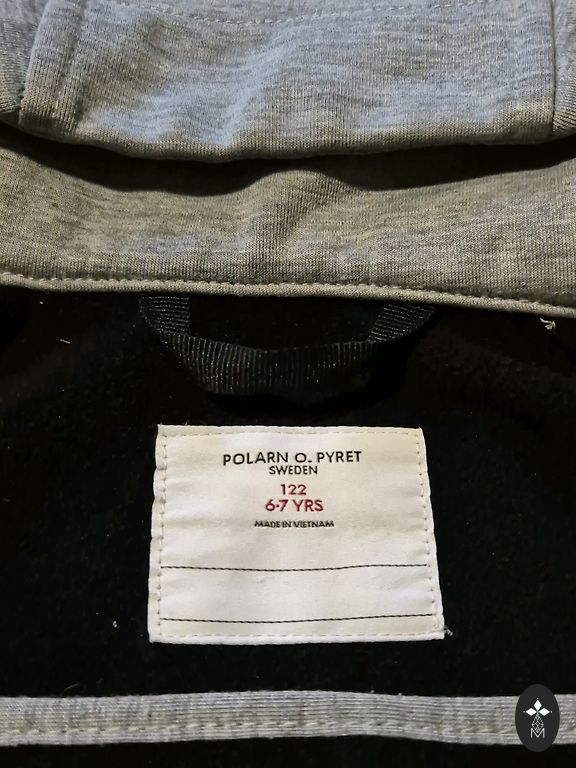 POLARN O. PYRET
SWEDEN
122
6-7 YRS
MADE IN VIETNAM